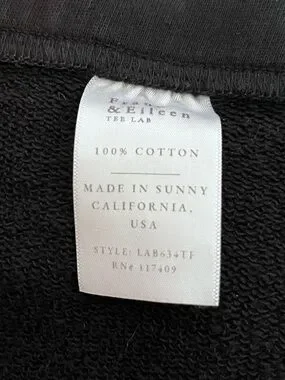 & Eileen
TEE LAB
100% COTTON
MADE IN SUNNY
CALIFORNIA,
USA
STYLE: LAB634TF
RN# 117409